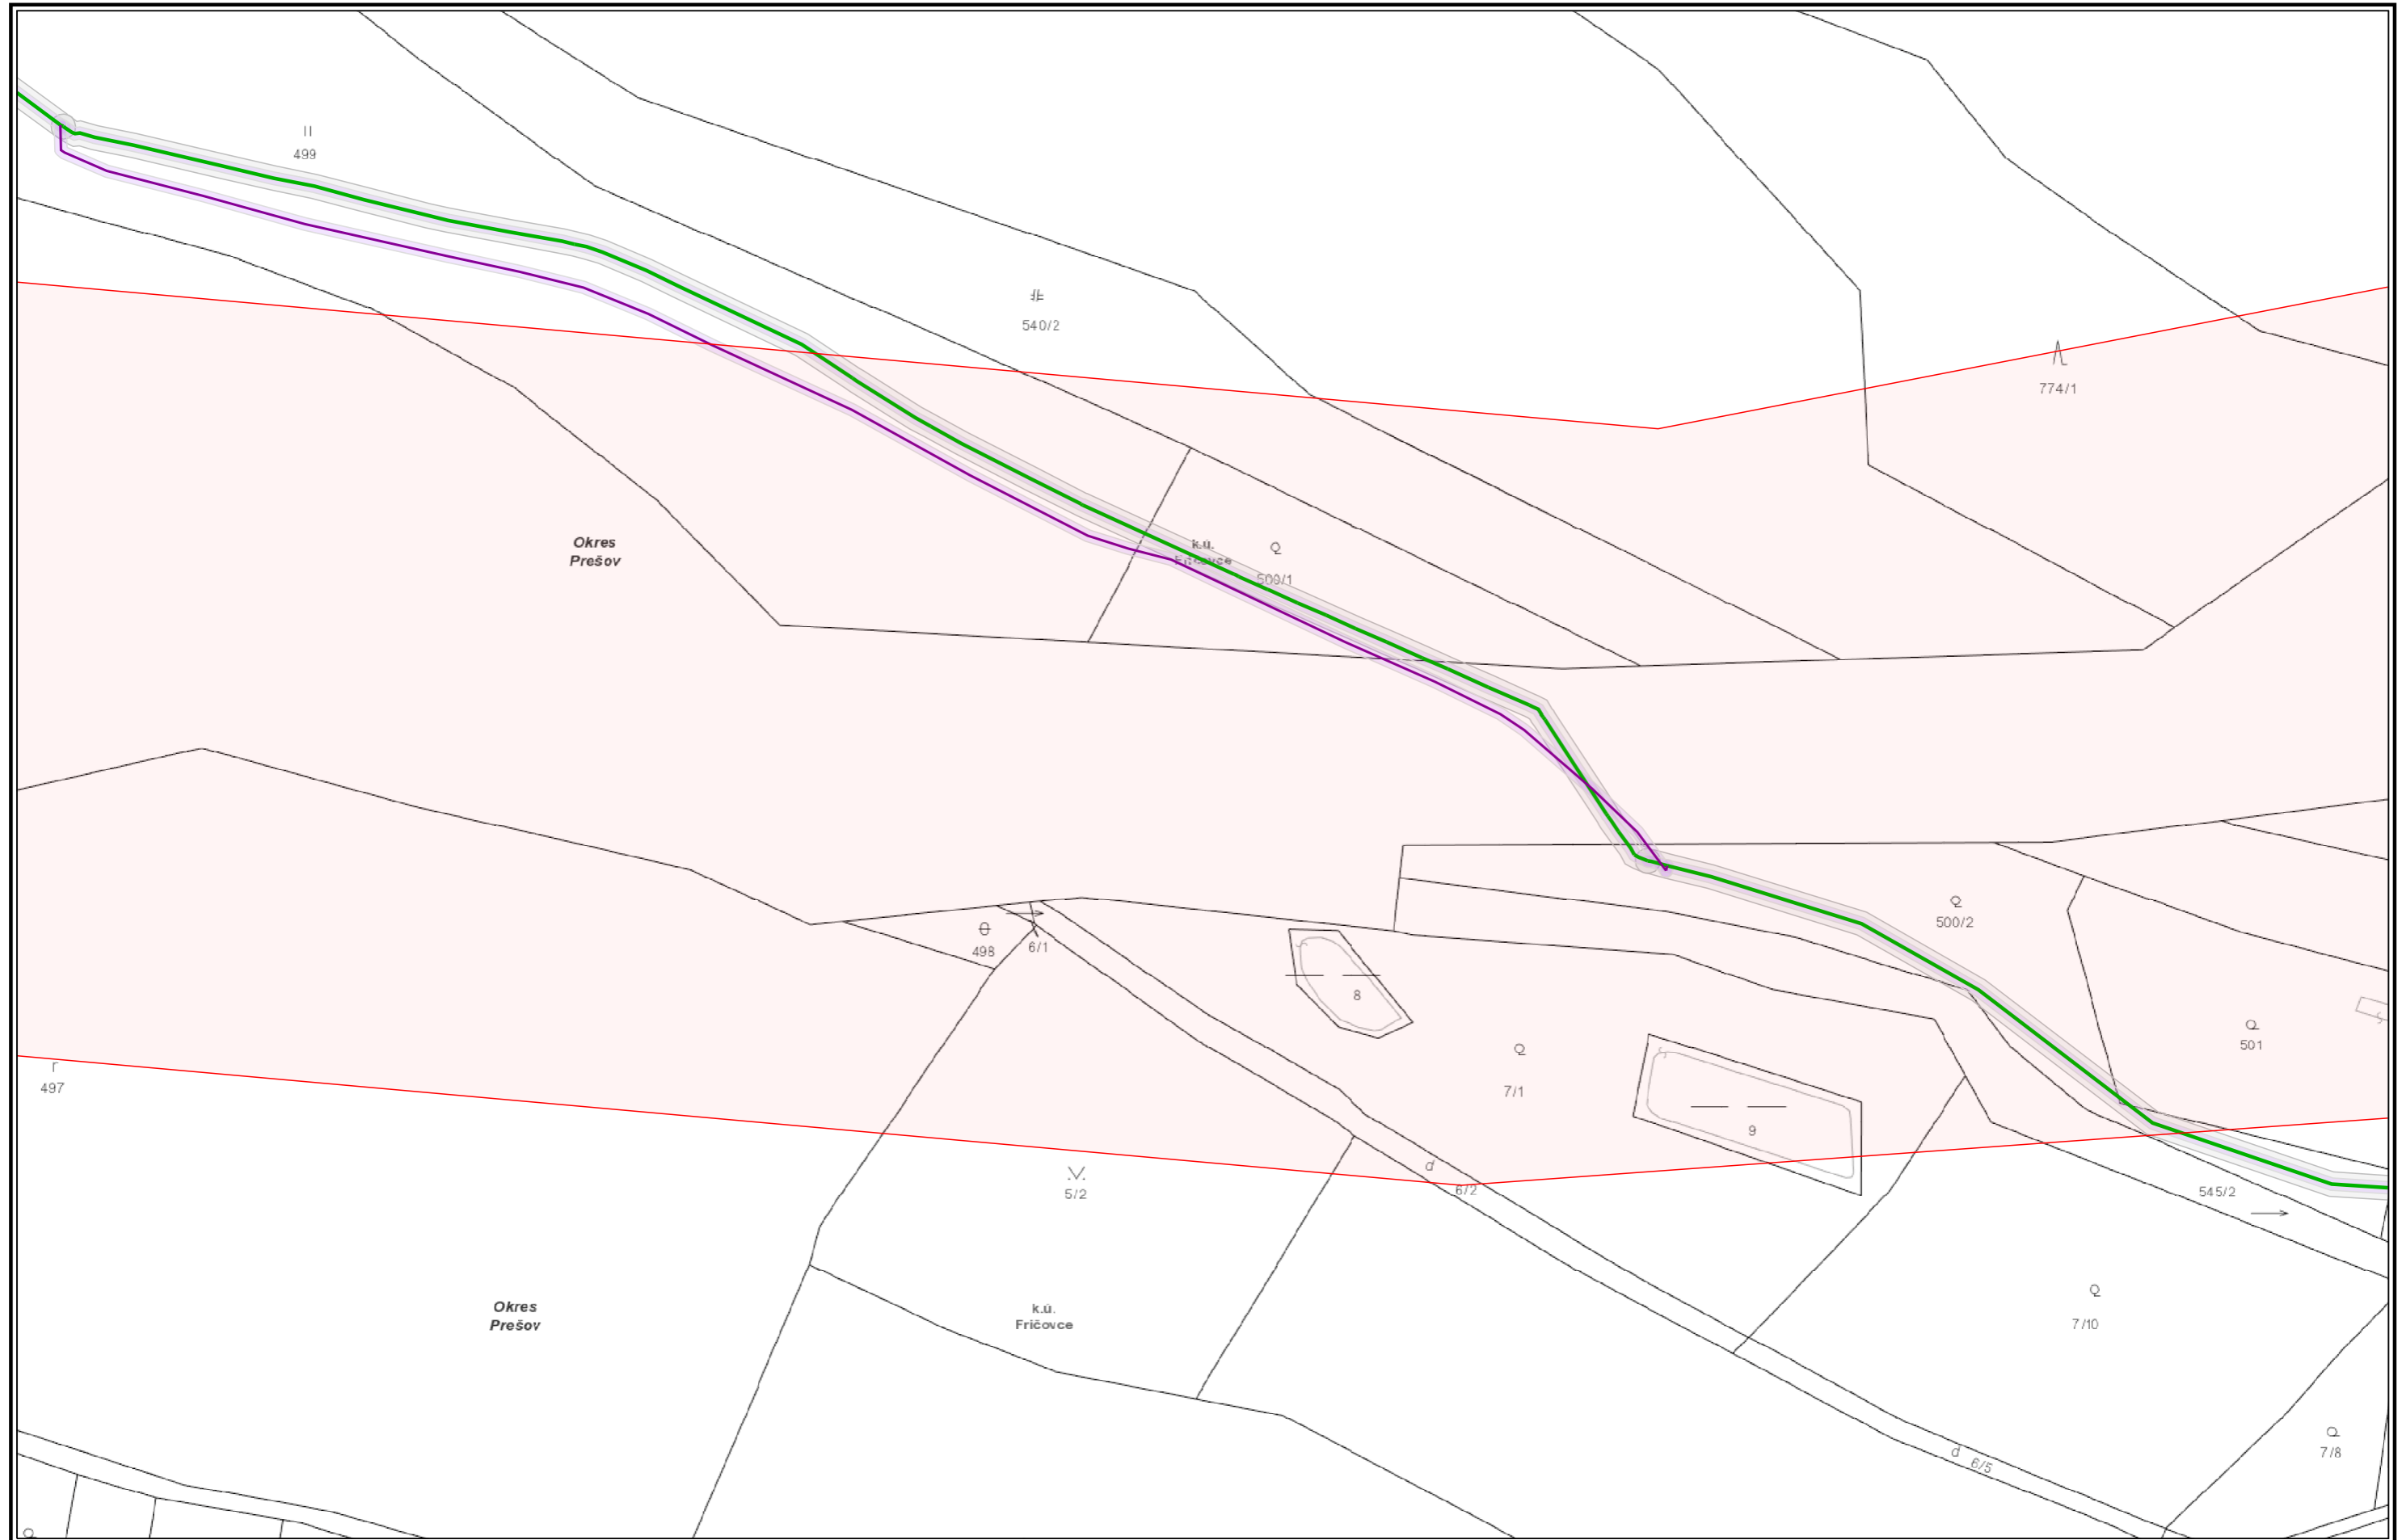 499
540/2
774/1
Okres
Prešov
k.ú.
Fričovce
500/1
500/2
498
6/1
8
501
7/1
497
9
5/2
d
6/2
545/2
Okres
Prešov
k.ú.
Fričovce
7/10
7/8
d 6/5